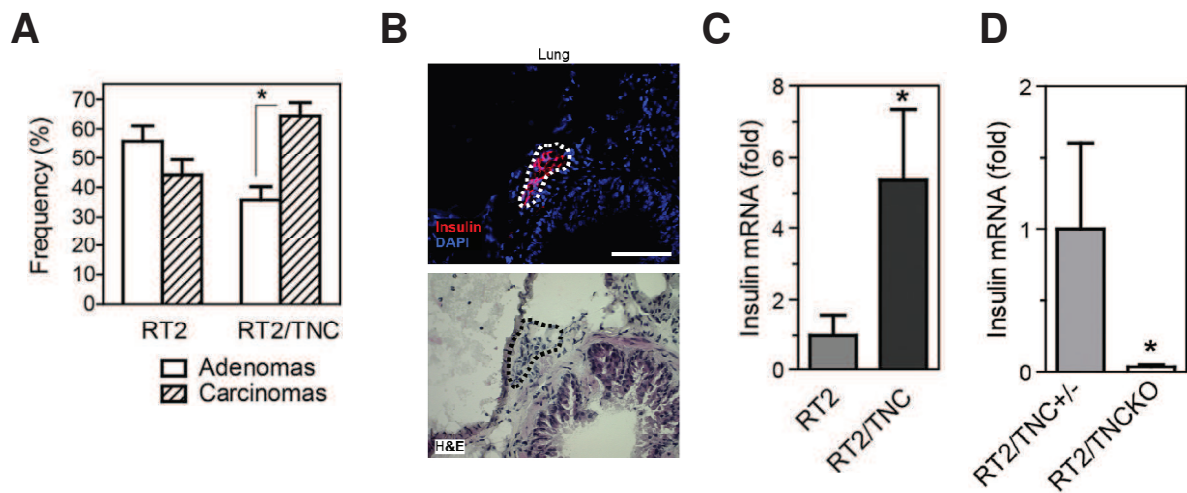 A
Frequency (%)
70
60
50
40
30
20
10
0
*
RT2
RT2/TNC
Adenomas
Carcinomas
B
Lung
Insulin
DAPI
H&E
C
Insulin mRNA (fold)
8
6
4
2
0
*
RT2
RT2/TNC
D
Insulin mRNA (fold)
2
1
0
*
RT2/TNC+/-
RT2/TNCKO